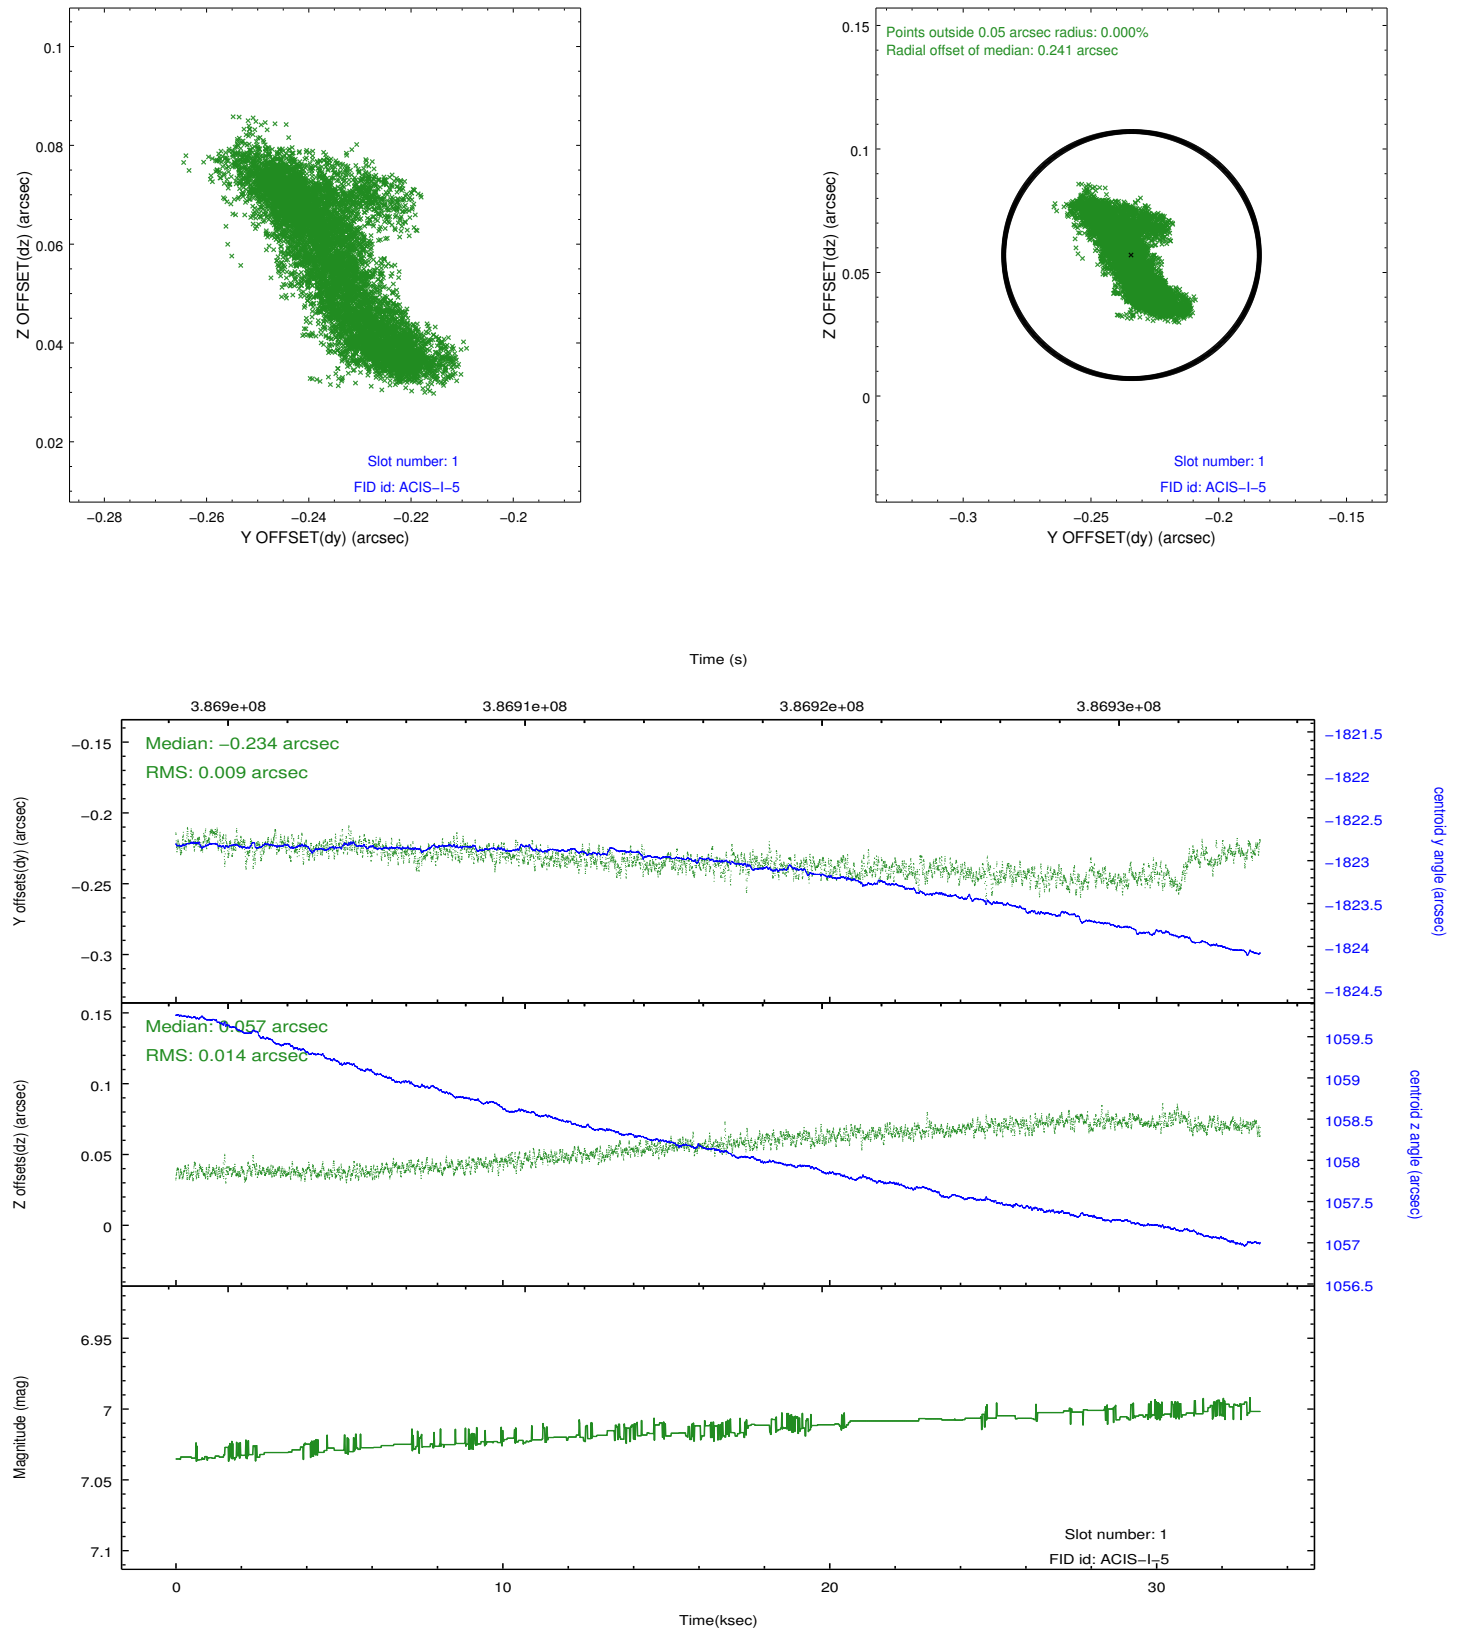 0.1
0.08
0.06
0.04
0.02
Z OFFSET(dz) (arcsec)
Slot number: 1
FID id: ACIS−I−5
−0.28 −0.26 −0.24 −0.22 −0.2
Y OFFSET(dy) (arcsec)
Points outside 0.05 arcsec radius: 0.000%
Radial offset of median: 0.241 arcsec
0.15
0.1
0.05
0
Z OFFSET(dz) (arcsec)
Slot number: 1
FID id: ACIS−I−5
−0.3 −0.25 −0.2 −0.15
Y OFFSET(dy) (arcsec)
Time (s)
3.869e+08 3.8691e+08 3.8692e+08 3.8693e+08
Median: −0.234 arcsec
RMS: 0.009 arcsec
−0.15
−0.2
−0.25
−0.3
Y offsets(dy) (arcsec)
−1821.5
−1822
−1822.5
−1823
−1823.5
−1824
−1824.5
centroid y angle (arcsec)
Median: 0.057 arcsec
RMS: 0.014 arcsec
0.15
0.1
0.05
0
Z offsets(dz) (arcsec)
1059.5
1059
1058.5
1058
1057.5
1057
1056.5
centroid z angle (arcsec)
6.95
7
7.05
7.1
Magnitude (mag)
Slot number: 1
FID id: ACIS−I−5
0 10 20 30
Time(ksec)